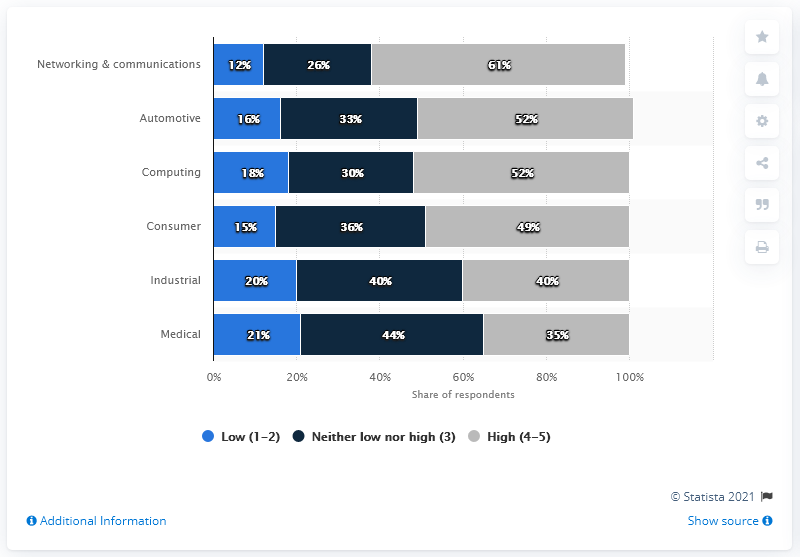 Networking & communications 12% 26% 61%
Automotive 16% 33% 52%
Computing 18% 30% 52%
Consumer 15% 36% 49%
Industrial 20% 40% 40%
Medical 21% 44% 35%
0% 20% 40% 60% 80% 100%
Share of respondents
Low (1–2) Neither low nor high (3) High (4–5)
© Statista 2021
Additional Information Show source